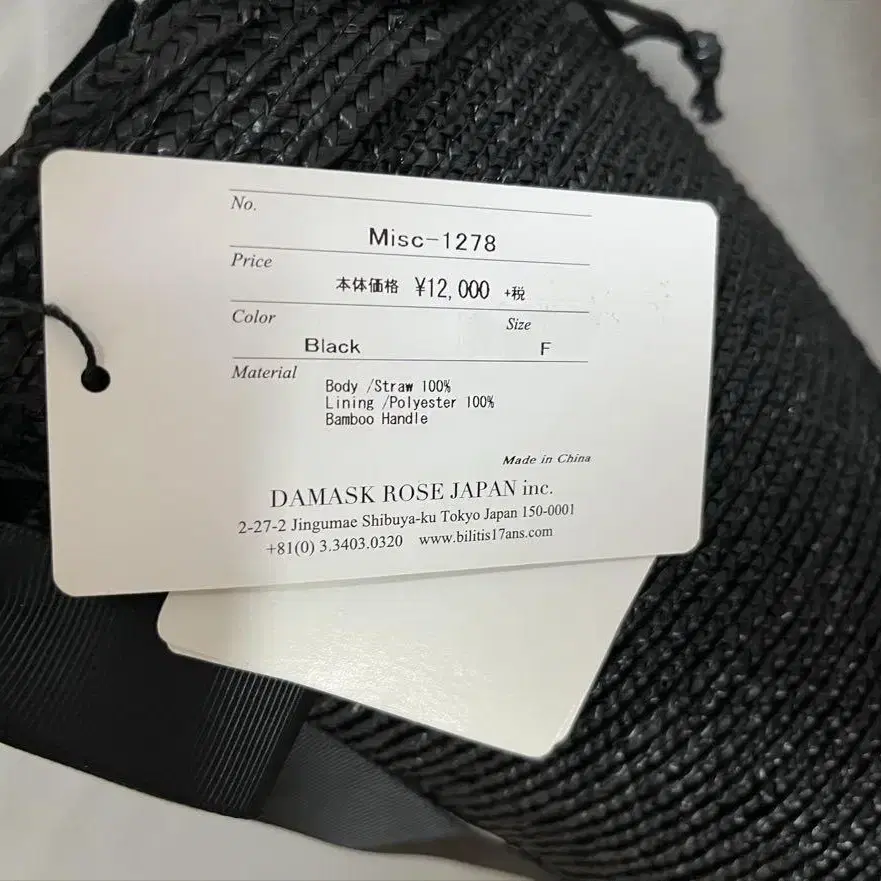 No.
Misc-1278
Price
本体価格 ¥12,000 +税
Color
Size
Black
F
Material
Body /Straw 100%
Lining /Polyester 100%
Bamboo Handle
Made in China
DAMASK ROSE JAPAN inc.
2-27-2 Jingumae Shibuya-ku Tokyo Japan 150-0001
+81(0) 3.3403.0320 www.bilitis17ans.com